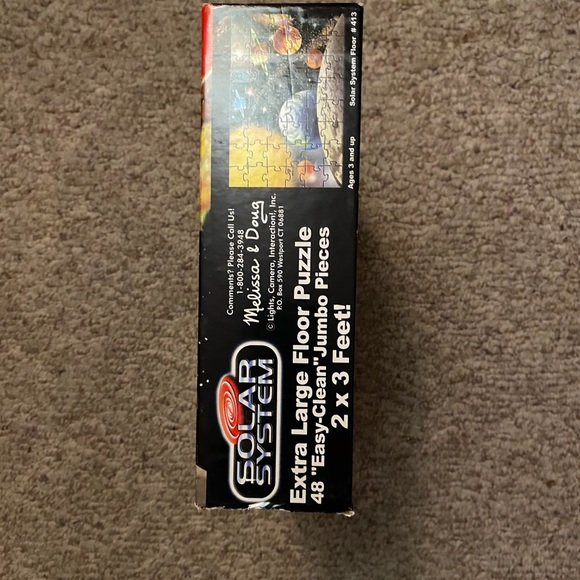 SOLAR
SYSTEM
Comments? Please Call Us!
1-800-284-3948
Melissa & Doug
© Lights, Camera, Interaction!, Inc.
P.O. Box 590 Westport CT 06881
Extra Large Floor Puzzle
48 "Easy-Clean" Jumbo Pieces
2 x 3 Feet!
Ages 3 and up
Solar System Floor # 413